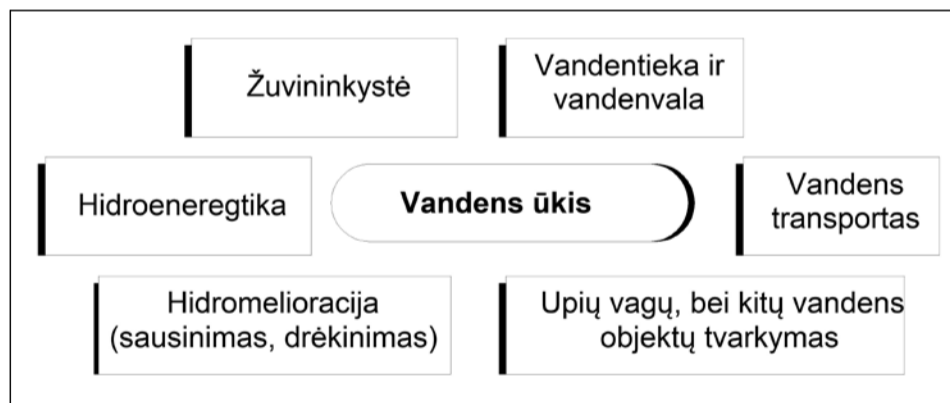 Žuvininkystė
Vandentieka ir
vandenvala
Hidroeneregtika
Vandens ūkis
Vandens
transportas
Hidromelioracija
(sausinimas, drėkinimas)
Upių vagų, bei kitų vandens
objektų tvarkymas